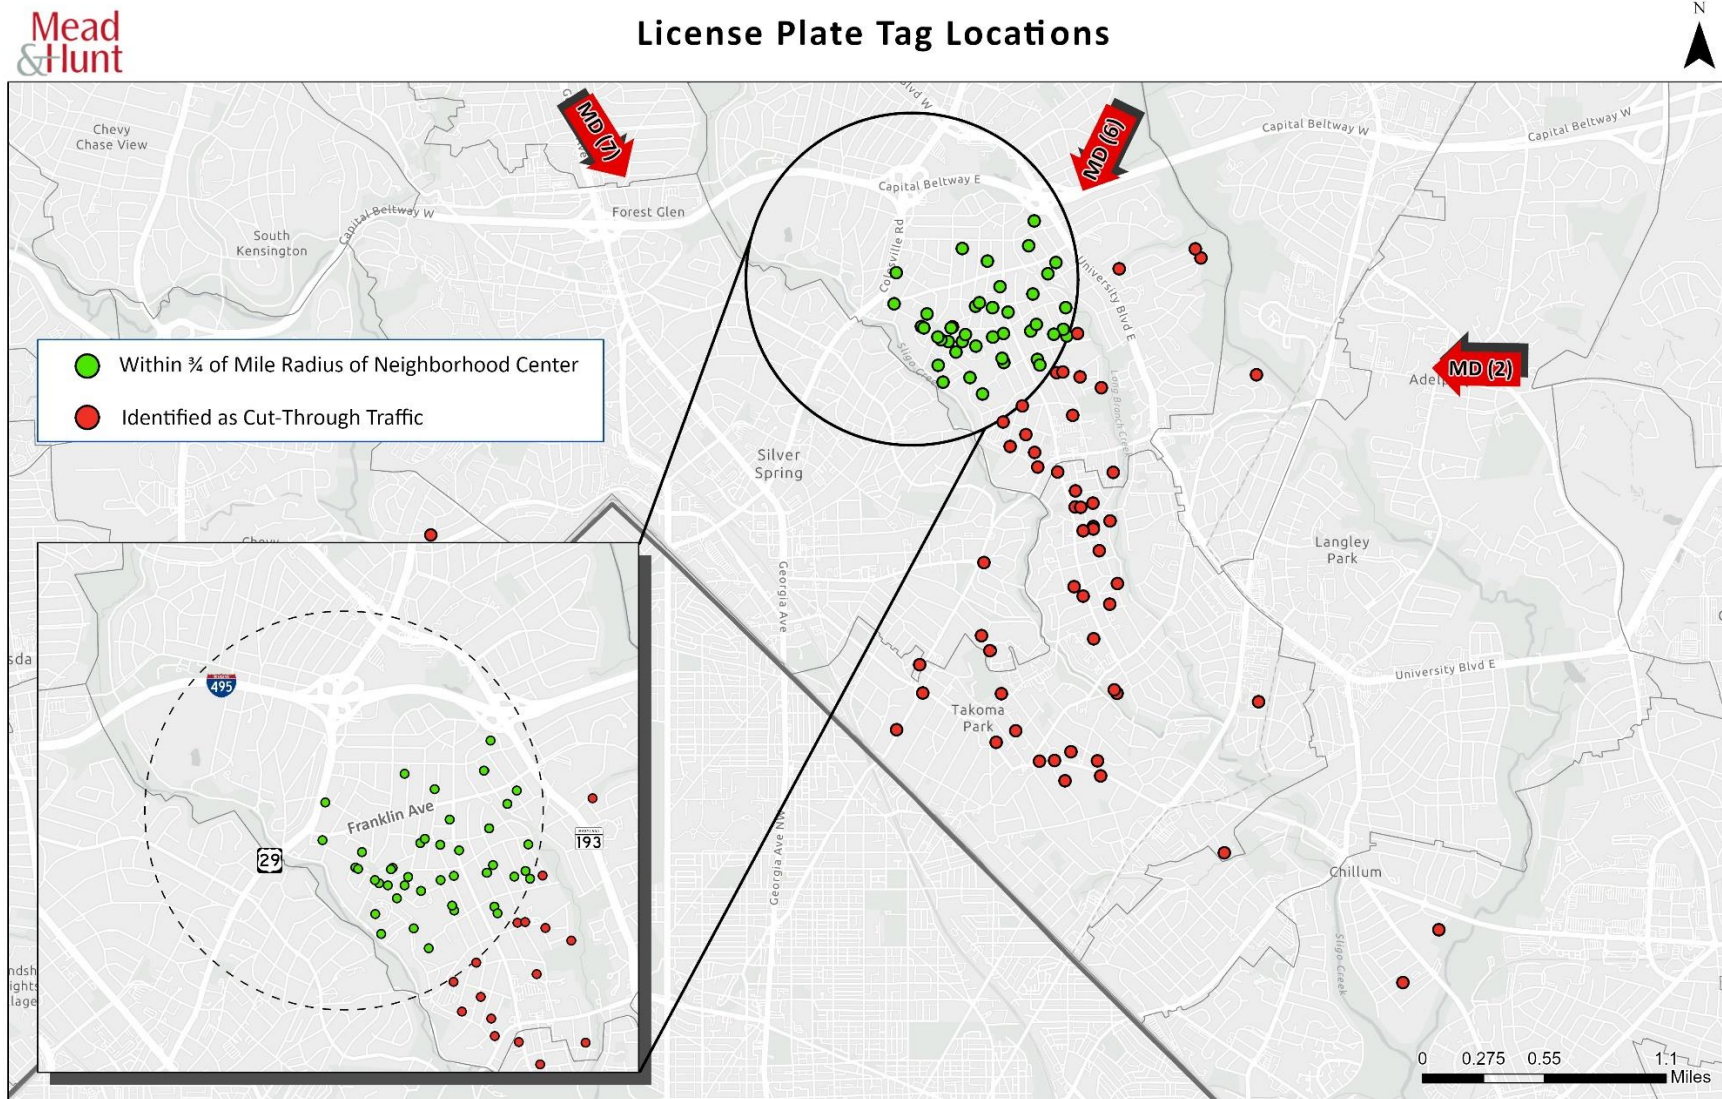 Mead
&Hunt
License Plate Tag Locations
N
Chevy
Chase View
MD (7)
Blvd W
MD (6)
Capital Beltway W
Capital Beltway W
Capital Beltway E
Forest Glen
Capital Beltway W
South
Kensington
Colesville Rd
University Blvd E
Within ¾ of Mile Radius of Neighborhood Center
Identified as Cut-Through Traffic
Sligo Creek
Long Branch Creek
MD (2)
Silver
Spring
Langley
Park
Georgia Ave
University Blvd E
495
Takoma
Park
Franklin Ave
193
29
Georgia Ave NW
Chillum
Sligo Creek
0 0.275 0.55 1.1
Miles